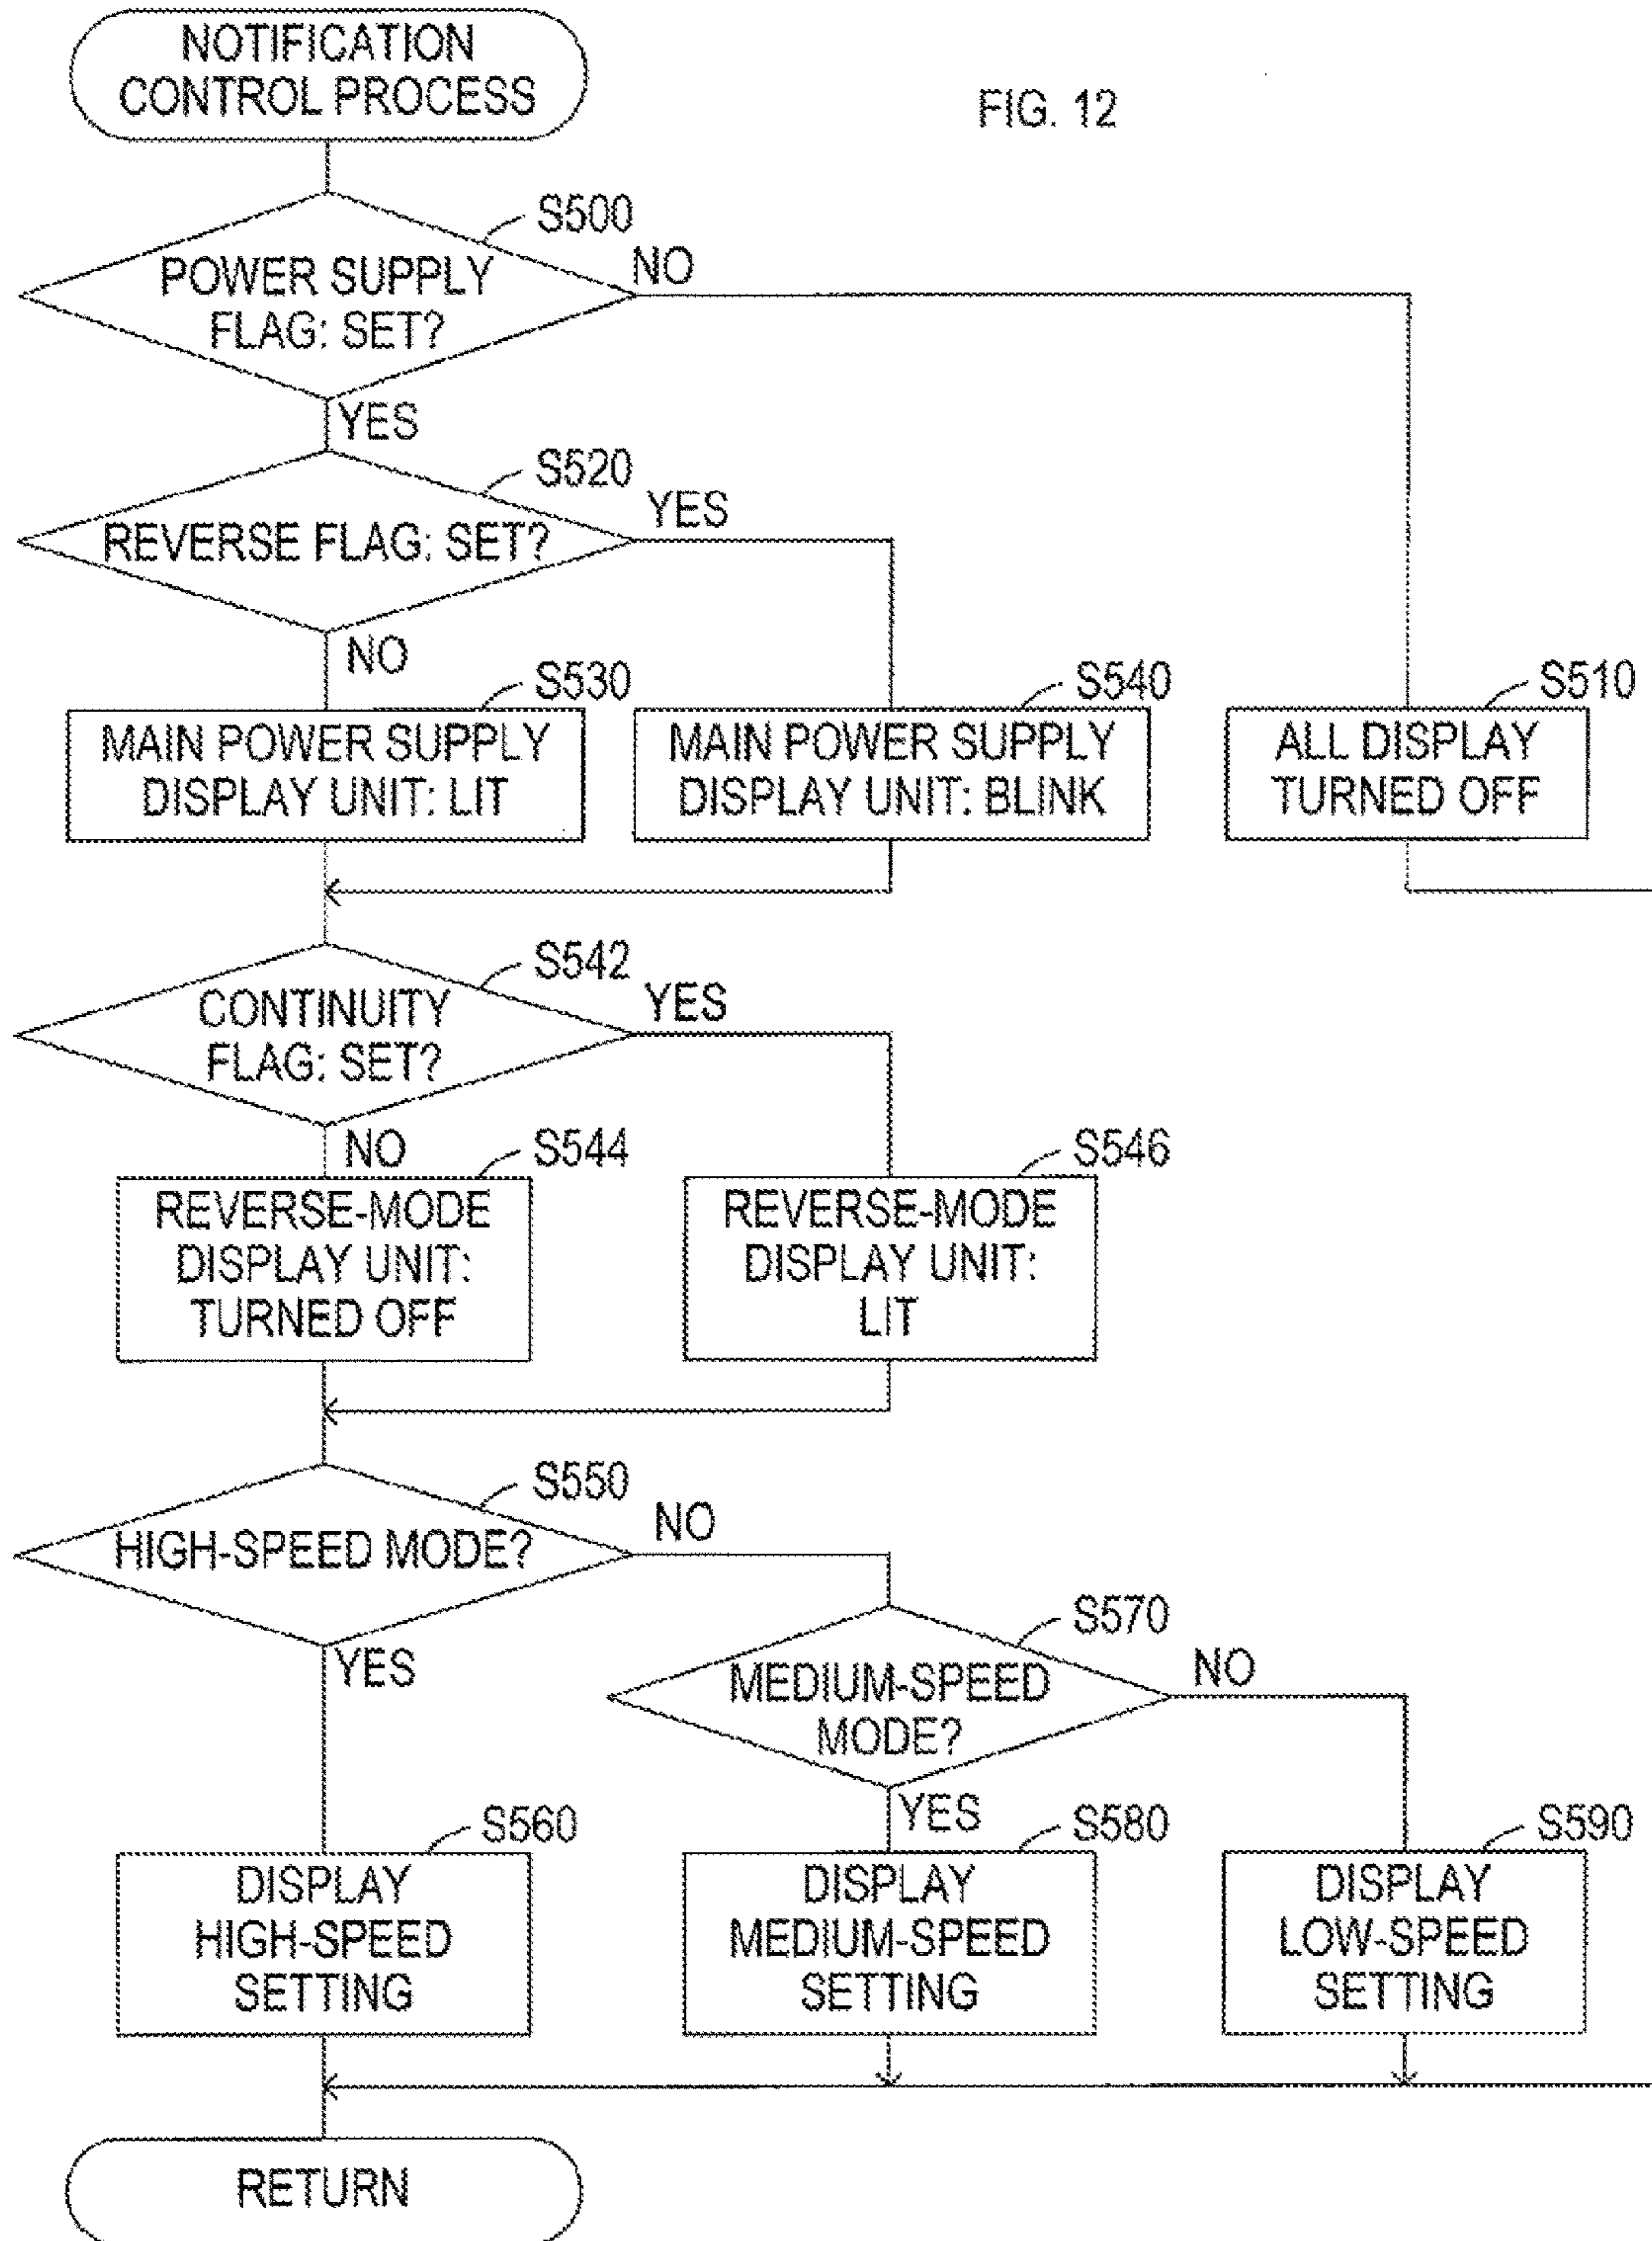 NOTIFICATION
CONTROL PROCESS
FIG. 12
S500
POWER SUPPLY
FLAG: SET?
NO
YES
S520
REVERSE FLAG: SET?
YES
NO
S530
MAIN POWER SUPPLY
DISPLAY UNIT: LIT
S540
MAIN POWER SUPPLY
DISPLAY UNIT: BLINK
S510
ALL DISPLAY
TURNED OFF
S542
CONTINUITY
FLAG: SET?
YES
NO
S544
REVERSE-MODE
DISPLAY UNIT:
TURNED OFF
S546
REVERSE-MODE
DISPLAY UNIT:
LIT
S550
HIGH-SPEED MODE?
NO
YES
S570
MEDIUM-SPEED
MODE?
NO
YES
S560
DISPLAY
HIGH-SPEED
SETTING
S580
DISPLAY
MEDIUM-SPEED
SETTING
S590
DISPLAY
LOW-SPEED
SETTING
RETURN